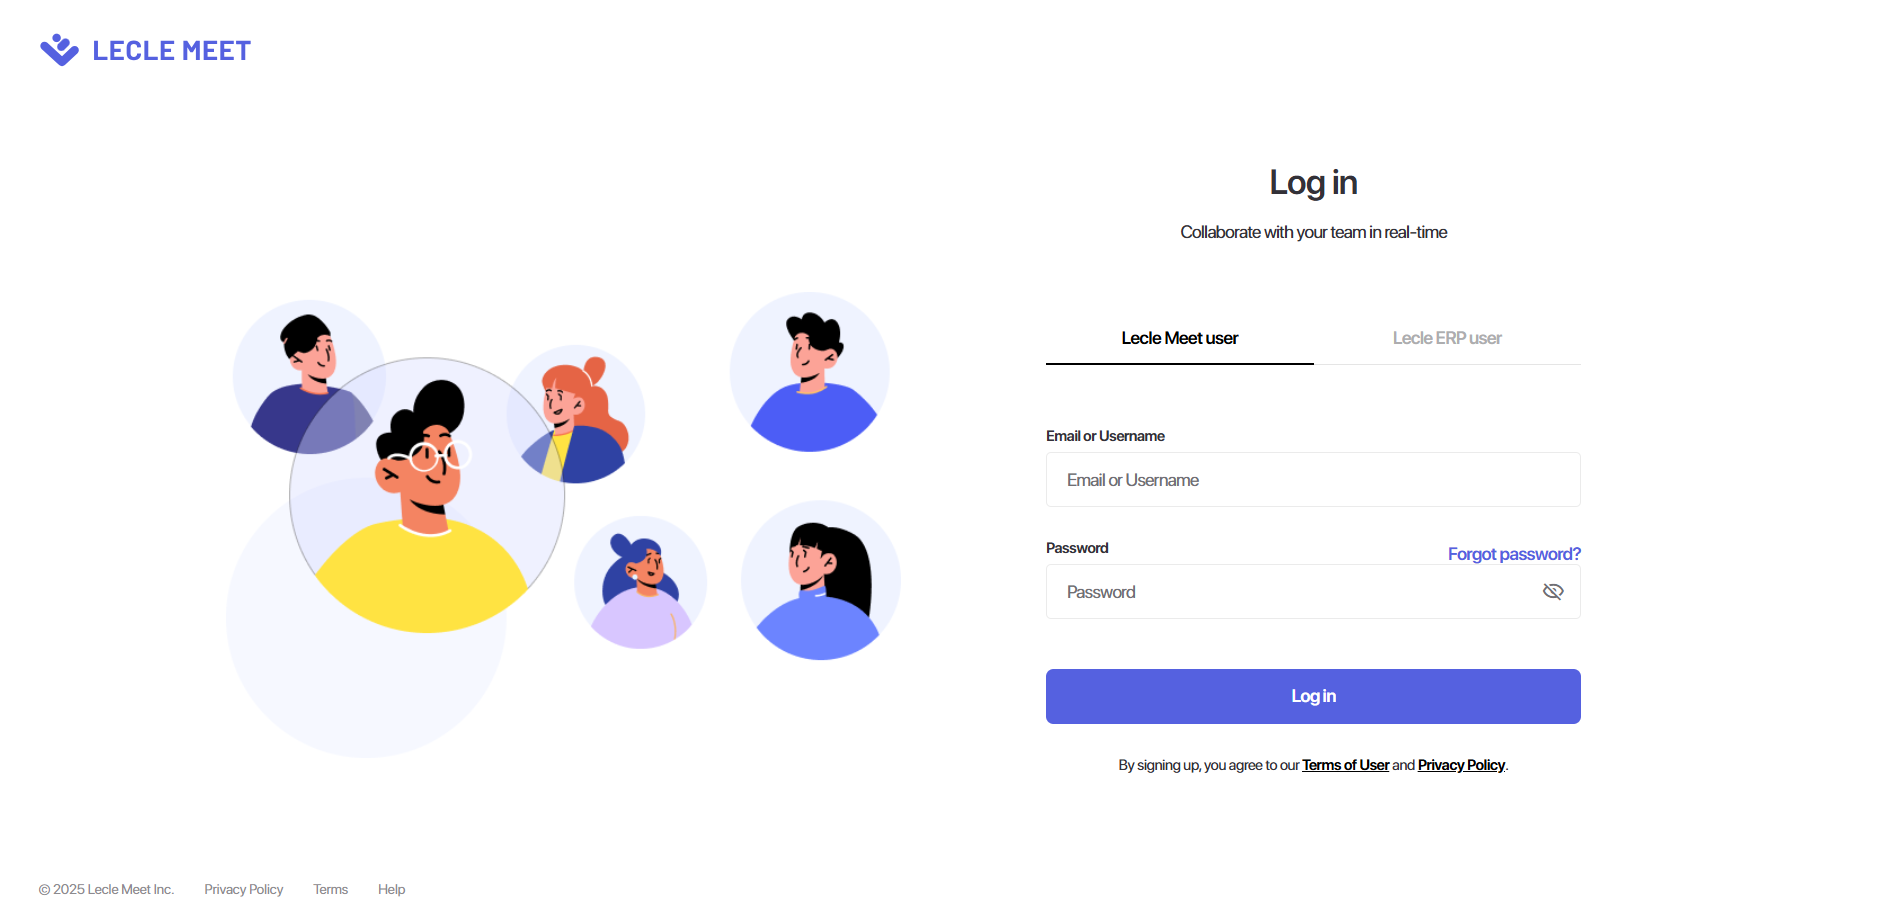 LECLE MEET
Log in
Collaborate with your team in real-time
Lecle Meet user
Lecle ERP user
Email or Username
Email or Username
Password
Forgot password?
Password
Log in
By signing up, you agree to our Terms of User and Privacy Policy.
© 2025 Lecle Meet Inc.
Privacy Policy
Terms
Help